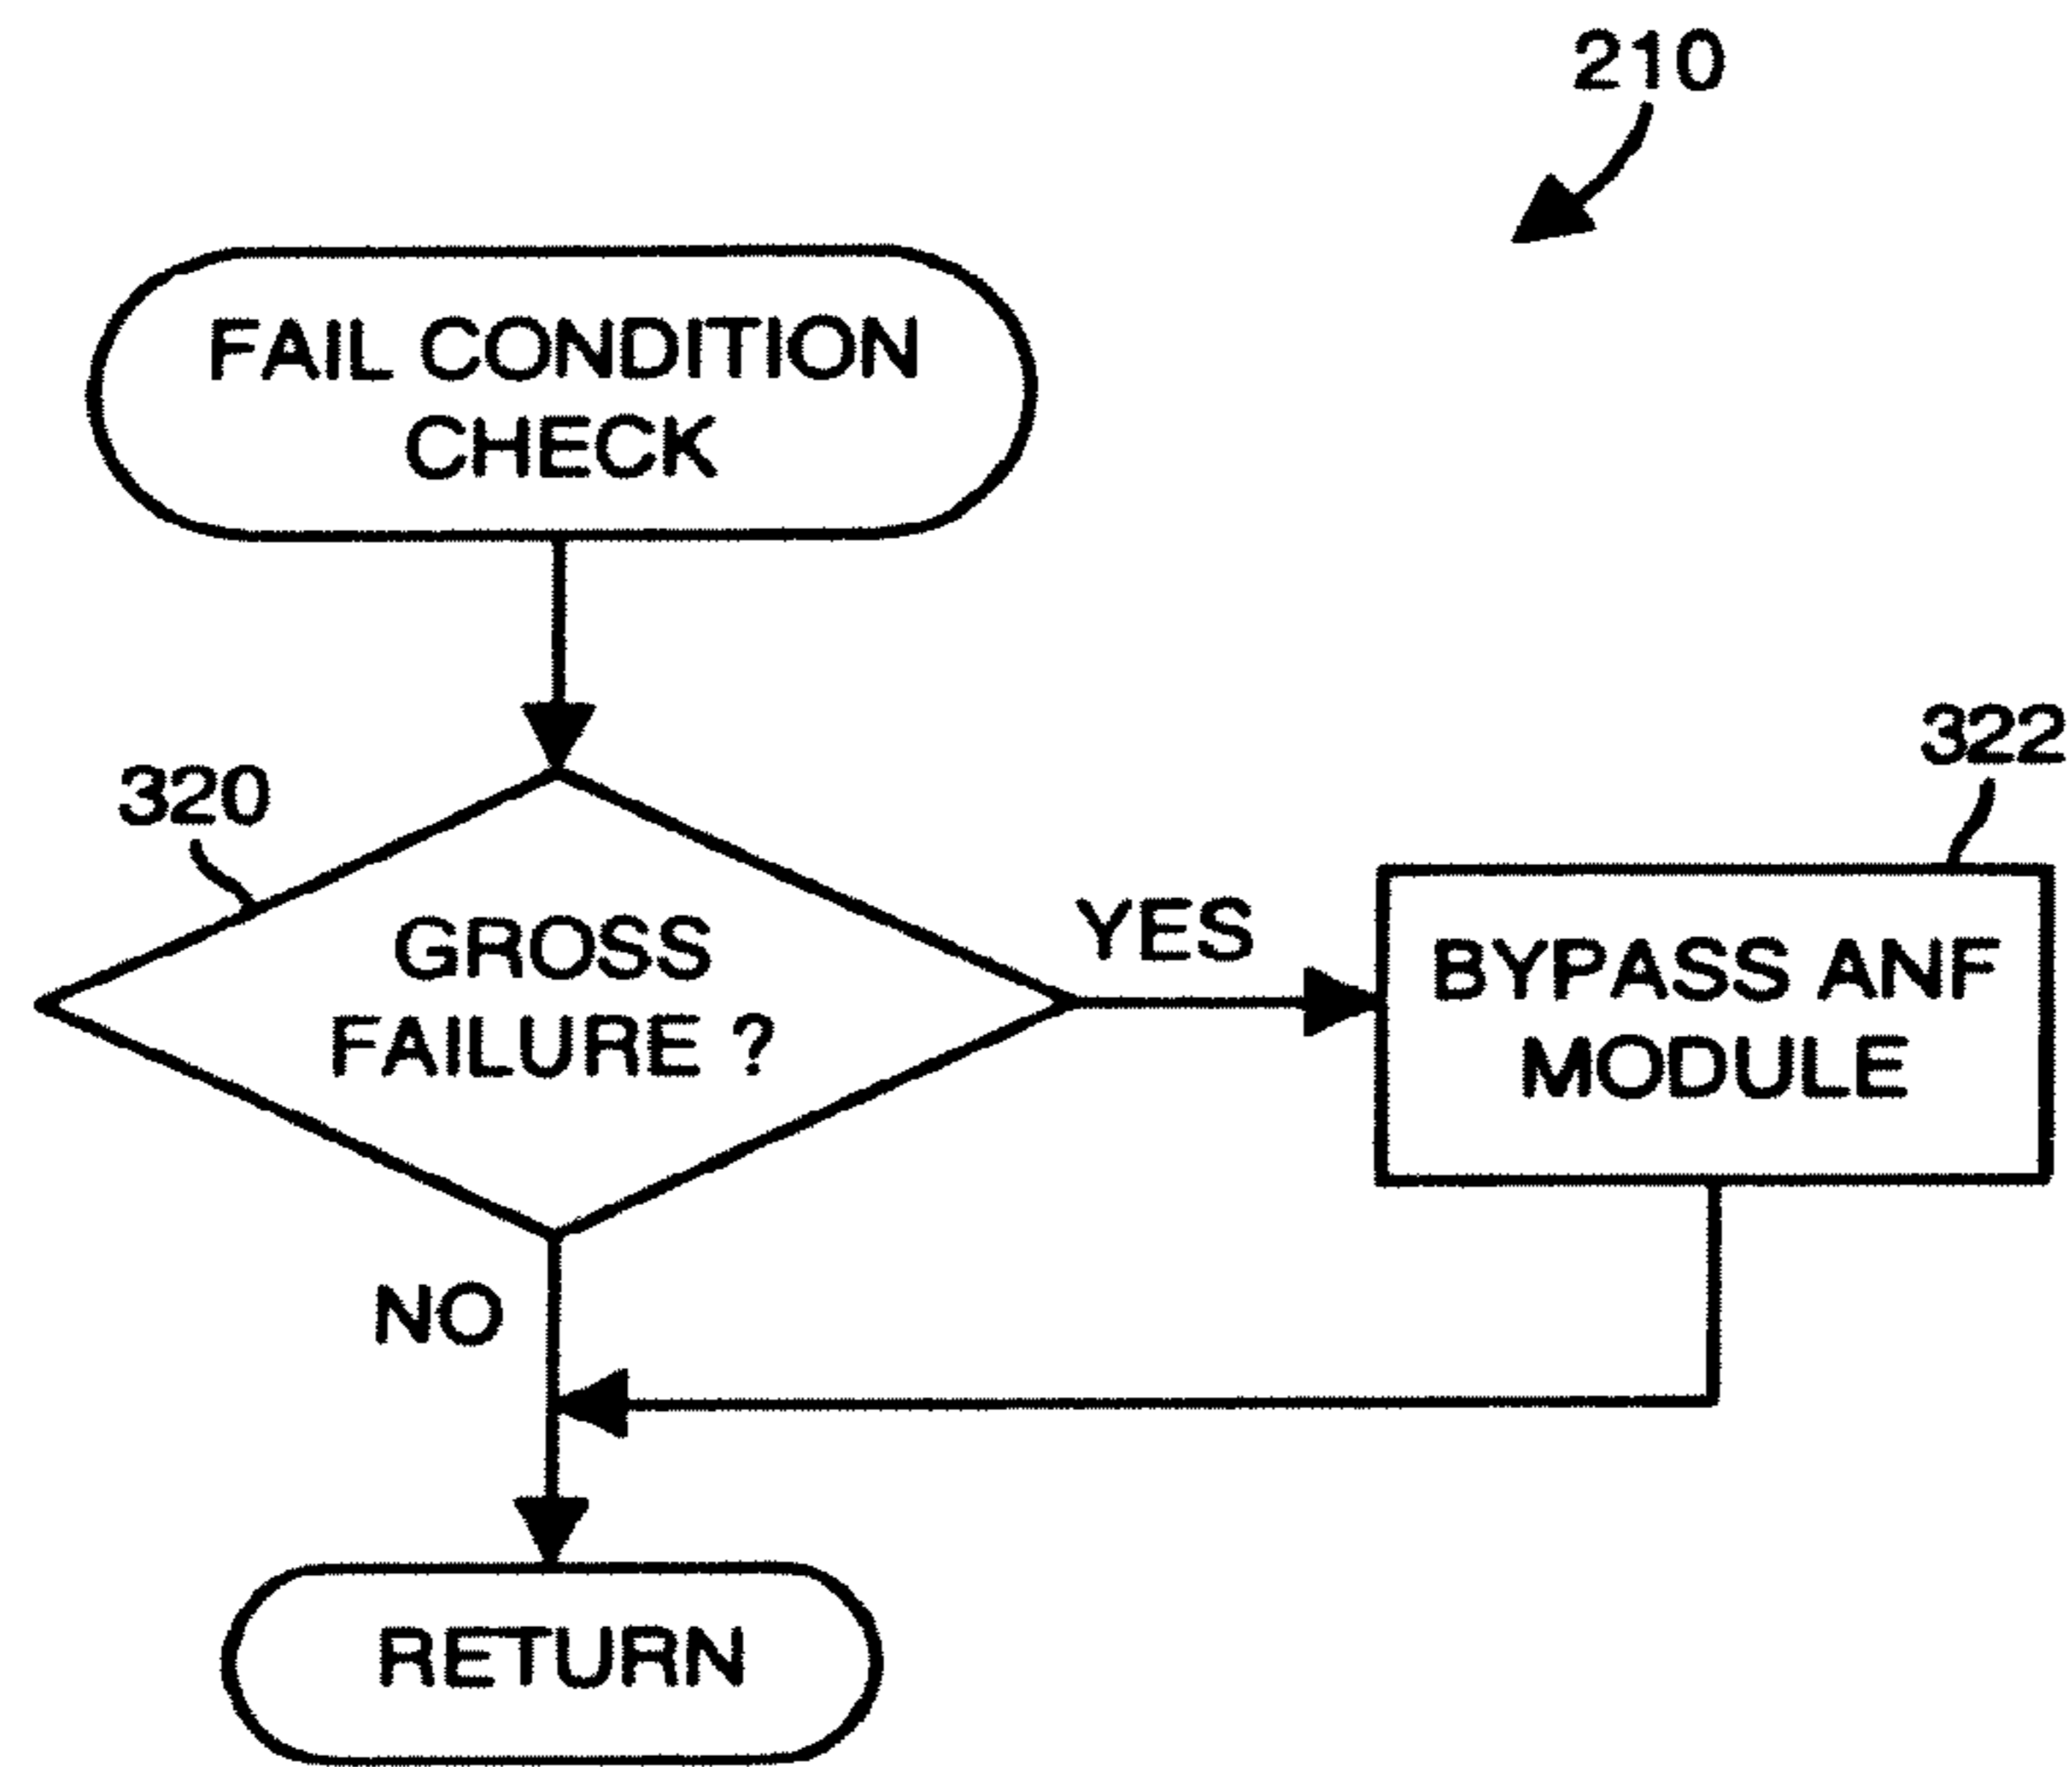 210
FAIL CONDITION
CHECK
320
322
GROSS
FAILURE ?
YES
BYPASS ANF
MODULE
NO
RETURN